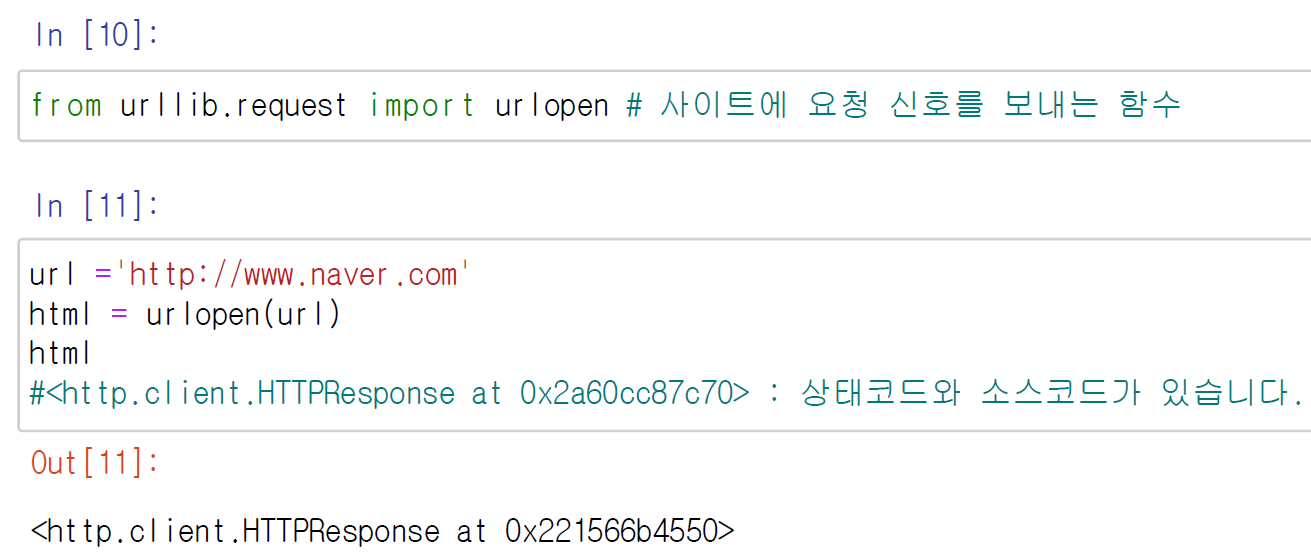 In [10]:
from urllib.request import urlopen # 사이트에 요청 신호를 보내는 함수
In [11]:
url ='http://www.naver.com'
html = urlopen(url)
html
#<http.client.HTTPResponse at 0x2a60cc87c70> : 상태코드와 소스코드가 있습니다.
Out[11]:
<http.client.HTTPResponse at 0x221566b4550>